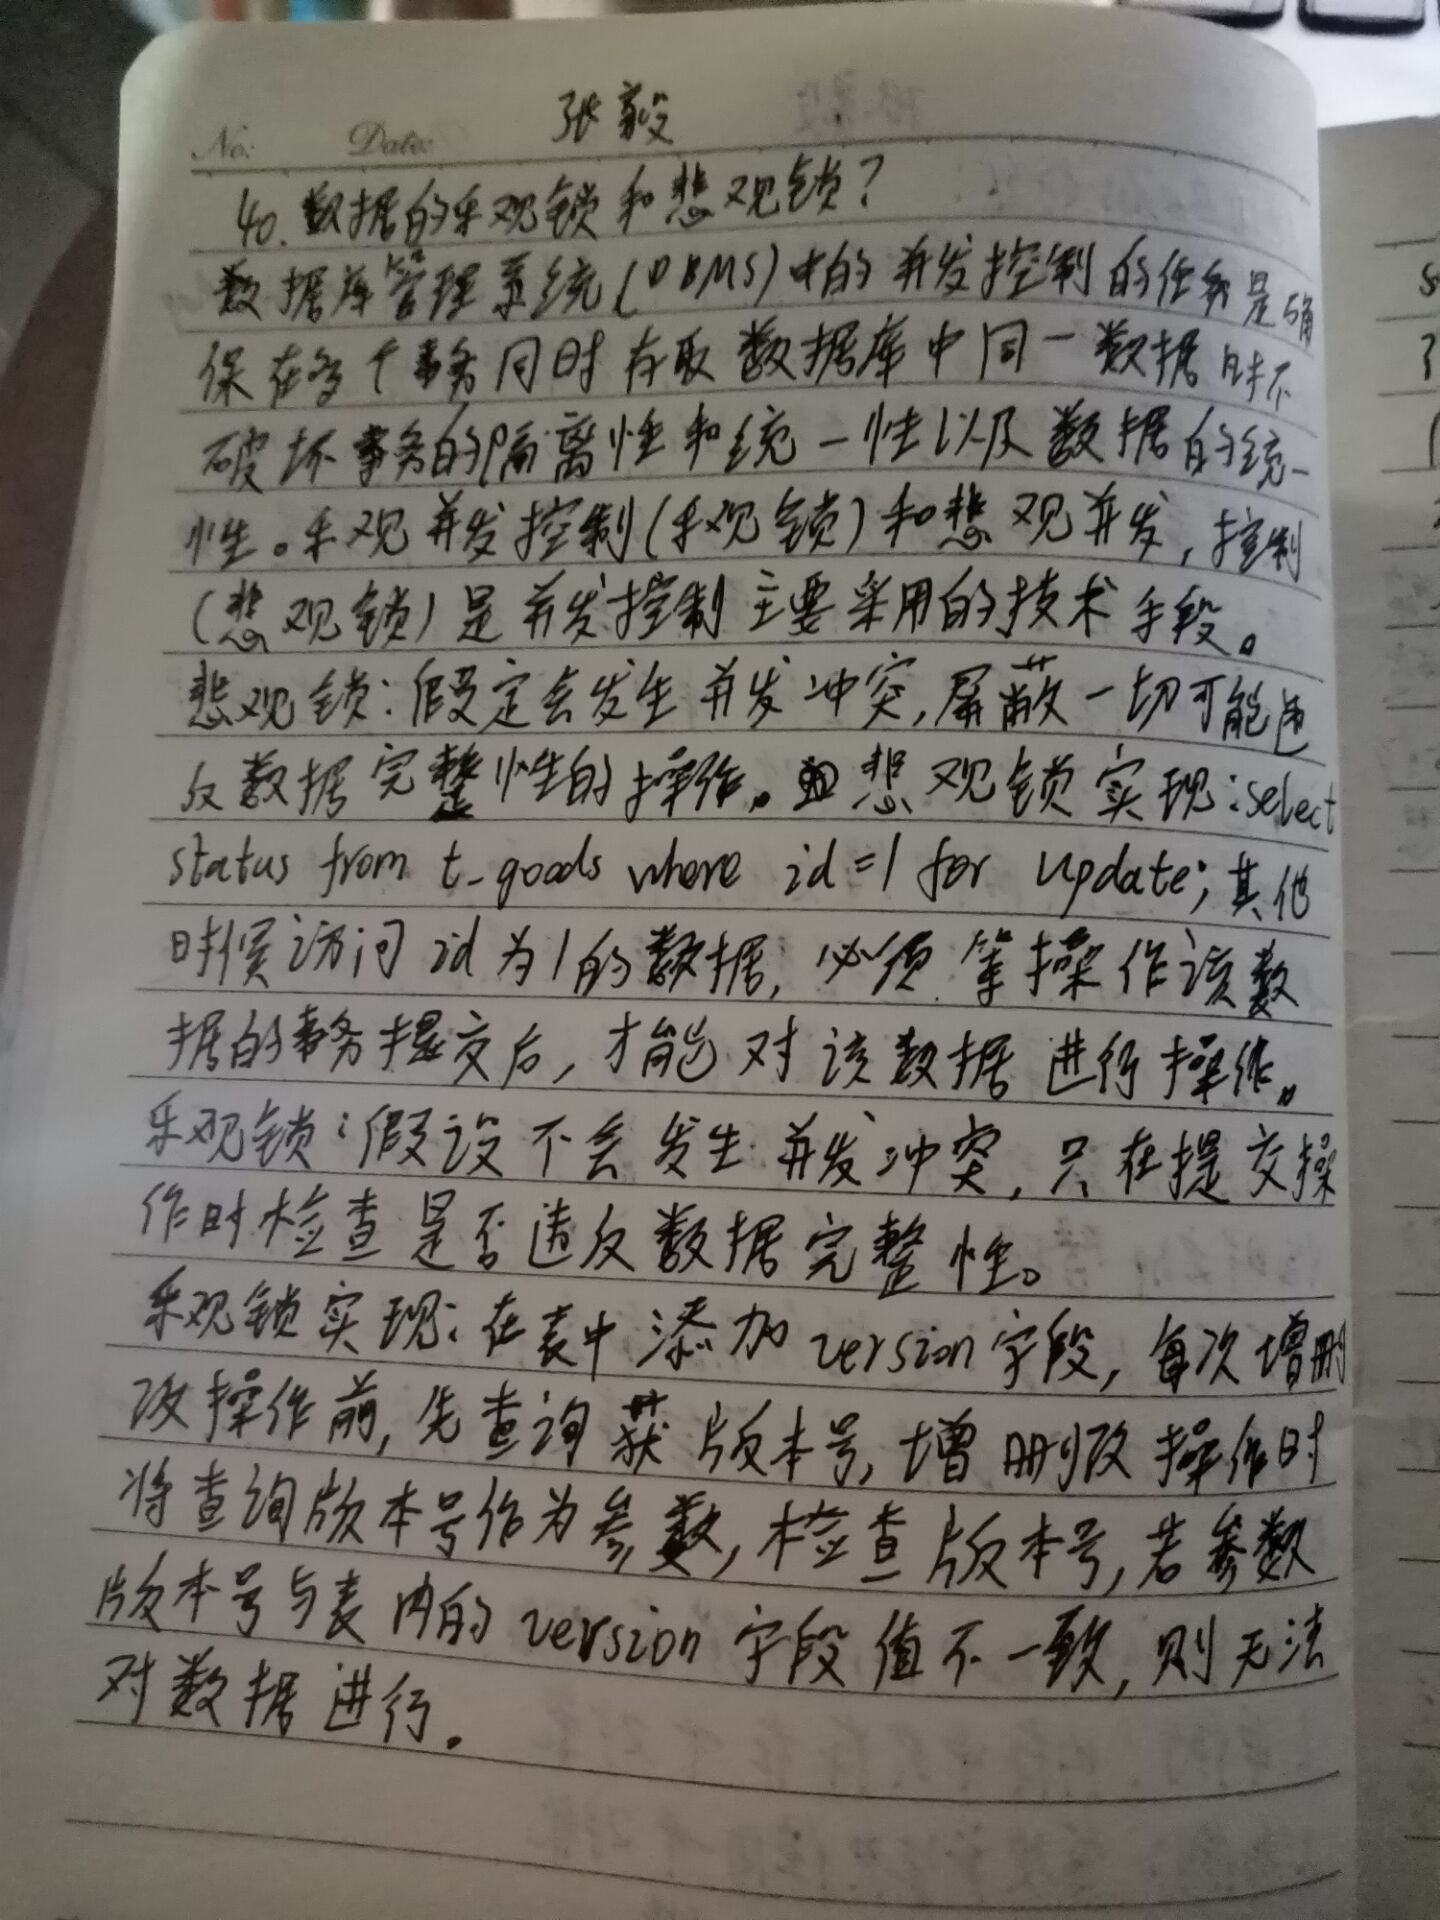 张毅
No:   Date:
40.数据的乐观锁和悲观锁?
数据库管理系统(DBMS)中的并发控制的任务是确
保在多个事务同时存取数据库中同一数据时不
破坏事务的隔离性和统一性以及数据的统一
性。乐观并发控制(乐观锁)和悲观并发,控制
(悲观锁)是并发控制主要采用的技术手段。
悲观锁:假定会发生并发冲突,屏蔽一切可能违
反数据完整性的操作。悲观锁实现:select
status from t_goods where id=1 for update;其他
时候访问id为1的数据,必须等操作该数
据的事务提交后,才能对该数据进行操作。
乐观锁:假设不会发生并发冲突,只在提交操
作时检查是否违反数据完整性。
乐观锁实现:在表中添加version字段,每次增删
改操作前,先查询获版本号,增删改操作时
将查询版本号作为参数,检查版本号,若参数
版本号与表内的version字段值不一致,则无法
对数据进行。